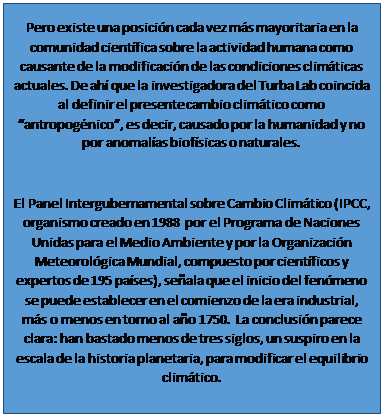 Pero existe una posición cada vez más mayoritaria en la
comunidad científica sobre la actividad humana como
causante de la modificación de las condiciones climáticas
actuales. De ahí que la investigadora del Turba Lab coincida
al definir el presente cambio climático como
“antropogénico”, es decir, causado por la humanidad y no
por anomalías biofísicas o naturales.
El Panel Intergubernamental sobre Cambio Climático (IPCC,
organismo creado en 1988 por el Programa de Naciones
Unidas para el Medio Ambiente y por la Organización
Meteorológica Mundial, compuesto por científicos y
expertos de 195 países), señala que el inicio del fenómeno
se puede establecer en el comienzo de la era industrial,
más o menos en torno al año 1750. La conclusión parece
clara: han bastado menos de tres siglos, un suspiro en la
escala de la historia planetaria, para modificar el equilibrio
climático.